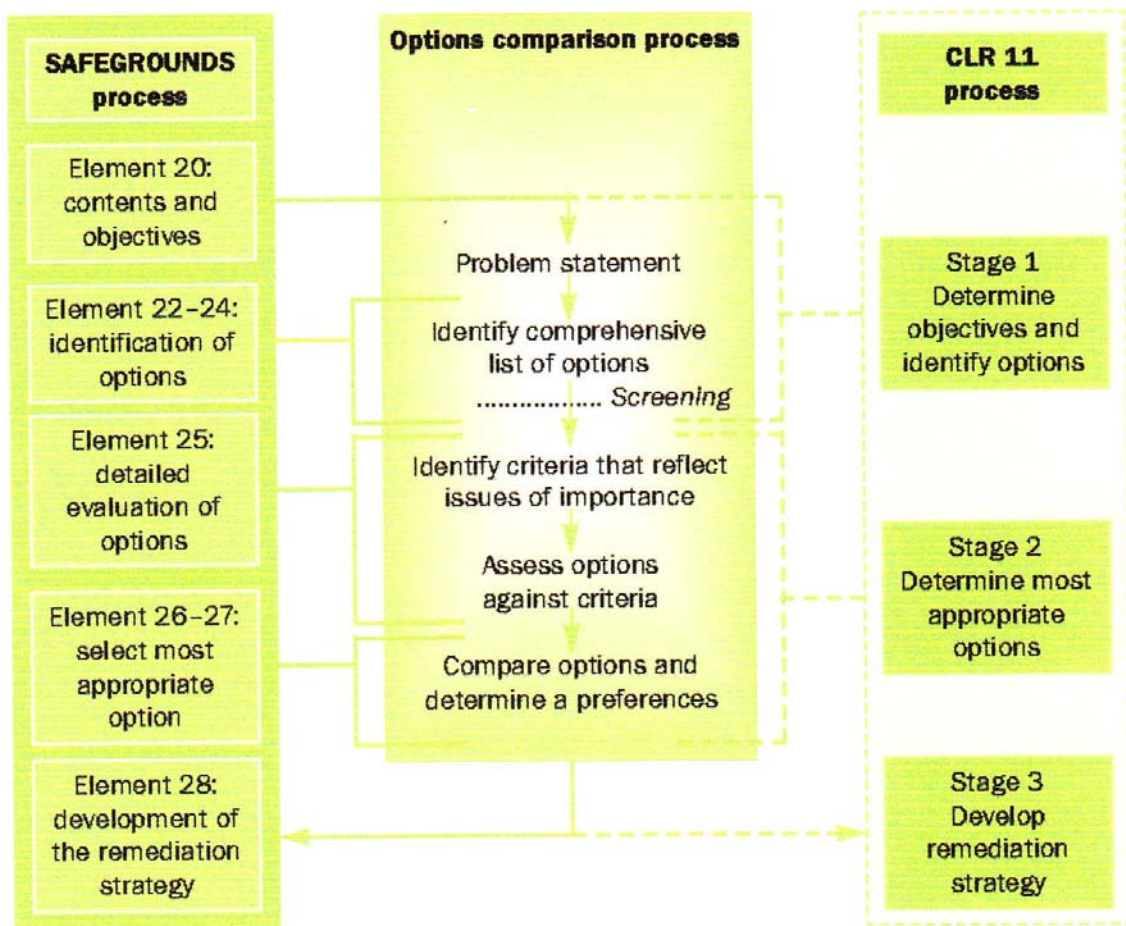 SAFEGROUNDS
process
Element 20:
contents and
objectives
Element 22–24:
identification of
options
Element 25:
detailed
evaluation of
options
Element 26–27:
select most
appropriate
option
Element 28:
development of
the remediation
strategy
Options comparison process
Problem statement
Identify comprehensive
list of options
................... Screening
Identify criteria that reflect
issues of importance
Assess options
against criteria
Compare options and
determine a preferences
CLR 11
process
Stage 1
Determine
objectives and
identify options
Stage 2
Determine most
appropriate
options
Stage 3
Develop
remediation
strategy